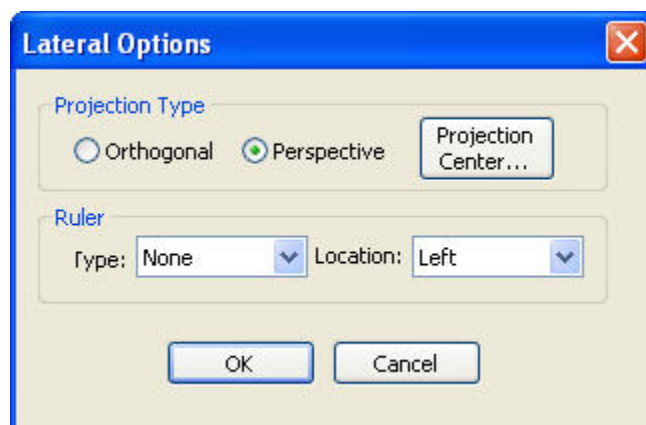 Lateral Options
Projection Type
Orthogonal Perspective Projection
Center...
Ruler
Type: None Location: Left
OK Cancel